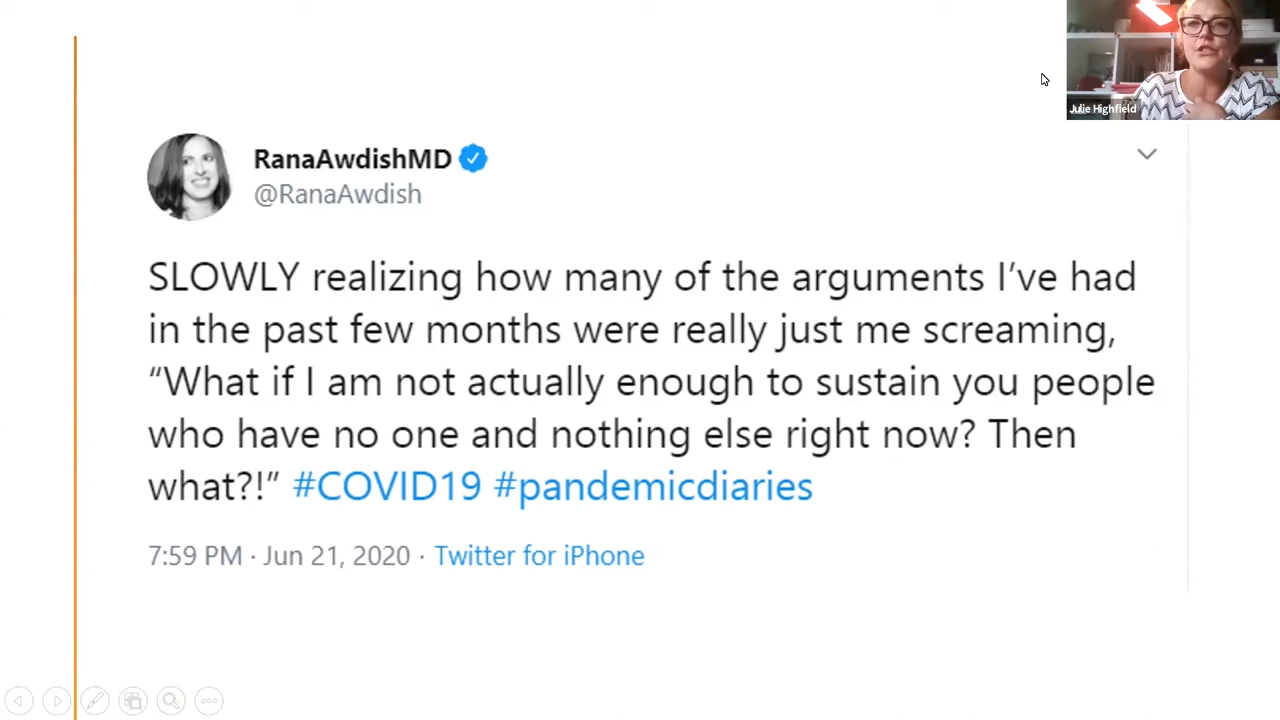 Julie Highfield
RanaAwdishMD
@RanaAwdish
SLOWLY realizing how many of the arguments I’ve had
in the past few months were really just me screaming,
“What if I am not actually enough to sustain you people
who have no one and nothing else right now? Then
what?!” #COVID19 #pandemicdiaries
7:59 PM · Jun 21, 2020 · Twitter for iPhone